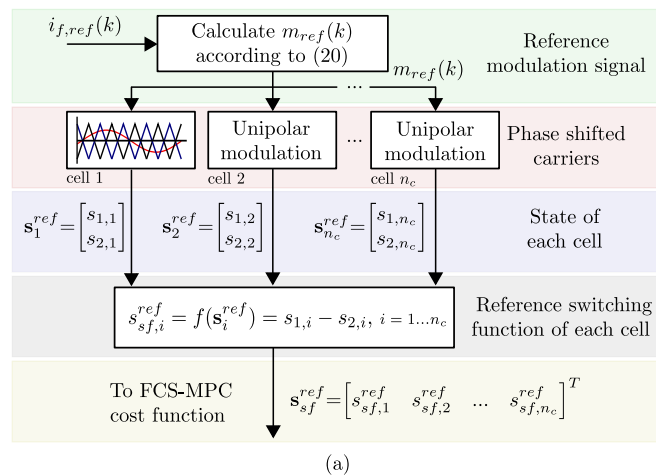 i_{f,ref}(k)
Calculate m_{ref}(k)
according to (20)
Reference
modulation signal
... m_{ref}(k)
Unipolar
modulation
...
Unipolar
modulation
Phase shifted
carriers
cell 1
cell 2
cell n_c
s_1^{ref}=[s_{1,1} s_{2,1}]
s_2^{ref}=[s_{1,2} s_{2,2}]
s_{n_c}^{ref}=[s_{1,n_c} s_{2,n_c}]
State of
each cell
s_{sf,i}^{ref} = f(s_i^{ref}) = s_{1,i} − s_{2,i}, i = 1...n_c
Reference switching
function of each cell
To FCS-MPC
cost function
s_{sf}^{ref}=[s_{sf,1}^{ref} s_{sf,2}^{ref} ... s_{sf,n_c}^{ref}]^T
(a)